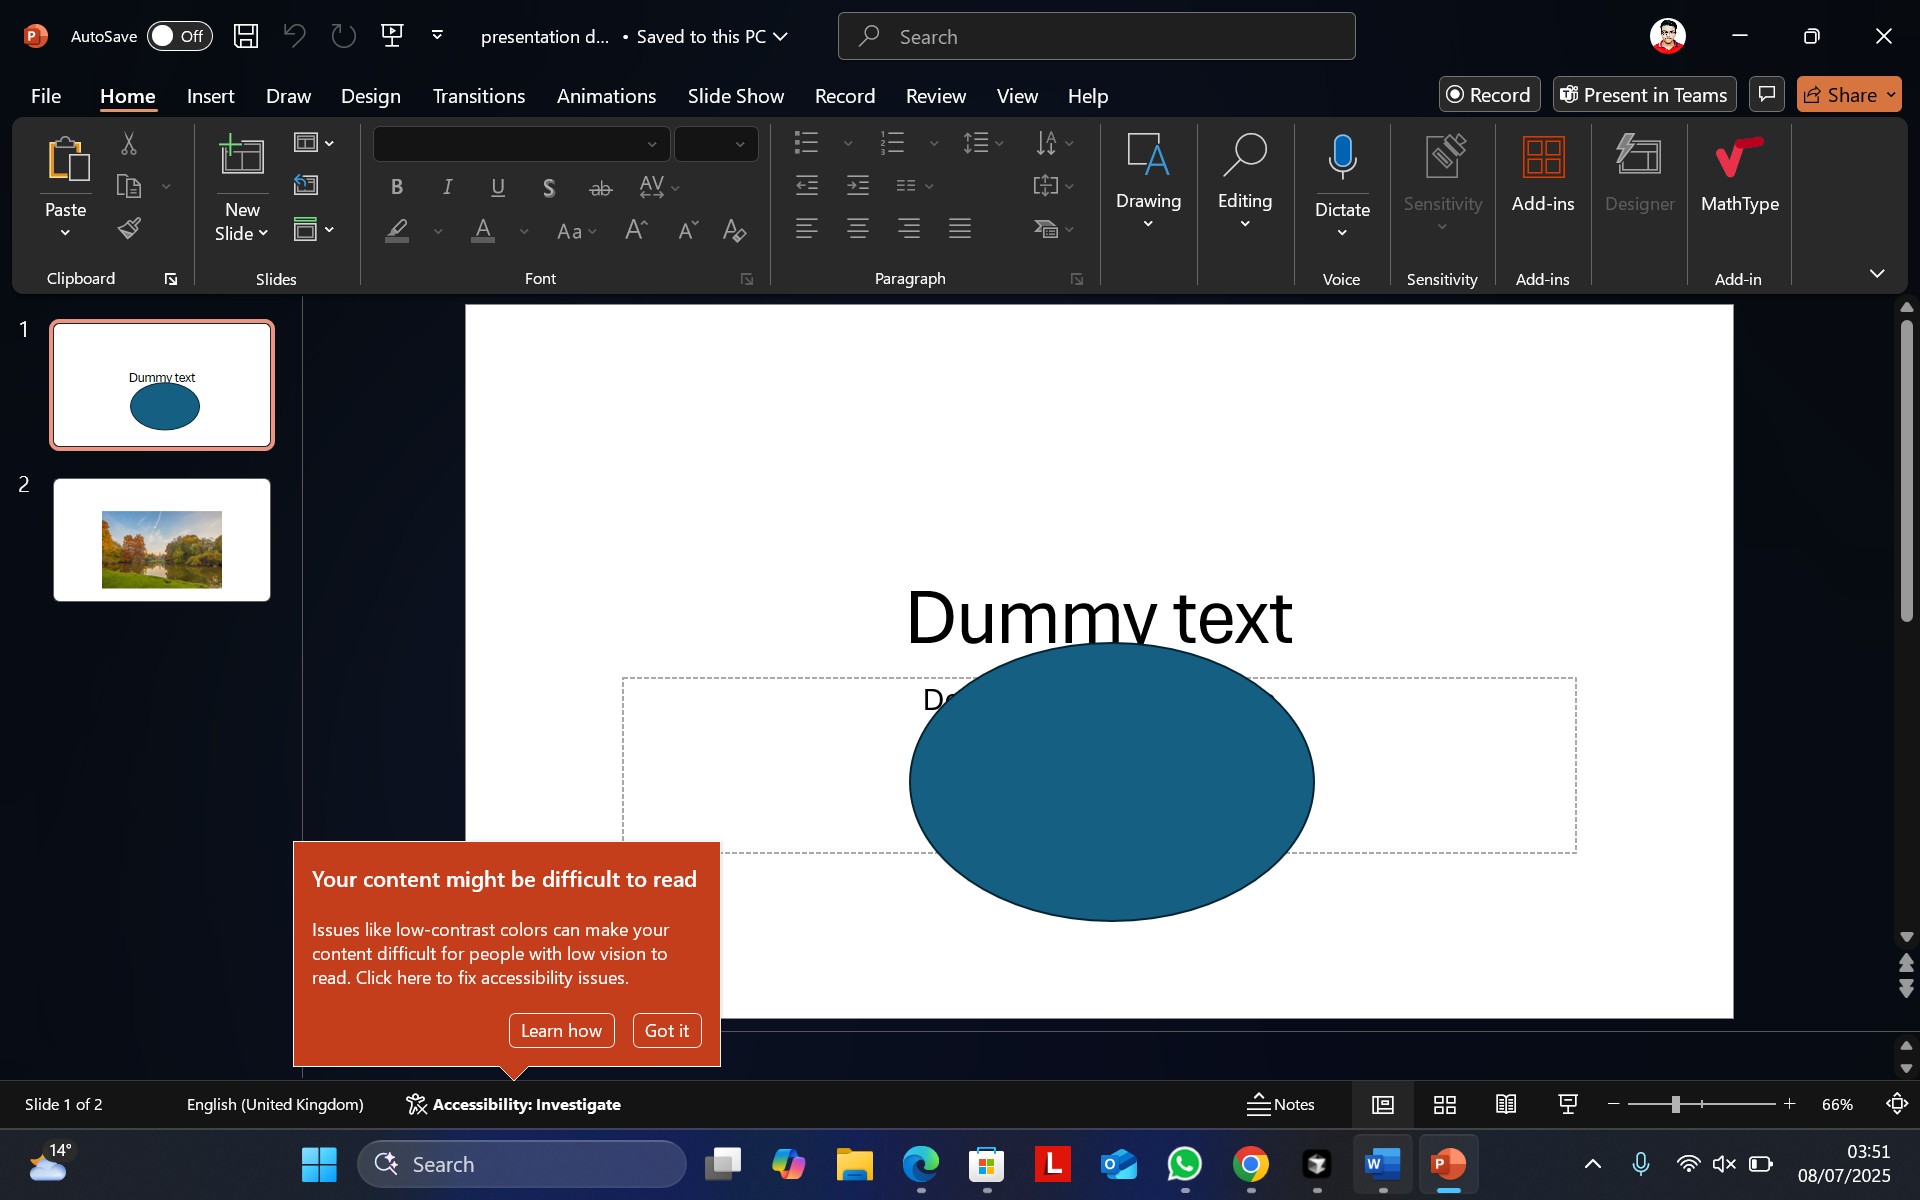 AutoSave Off presentation d... • Saved to this PC Search
File Home Insert Draw Design Transitions Animations Slide Show Record Review View Help Record Present in Teams Share
Paste
New Slide
B I U S ab AV
Aa A A A
Drawing
Editing
Dictate
Sensitivity
Add-ins
Designer
MathType
Clipboard Slides Font Paragraph Voice Sensitivity Add-ins Add-in
1
Dummy text
2
Dummy text
Your content might be difficult to read
Issues like low-contrast colors can make your
content difficult for people with low vision to
read. Click here to fix accessibility issues.
Learn how Got it
Slide 1 of 2 English (United Kingdom) Accessibility: Investigate Notes 66%
14° Search 03:51
08/07/2025